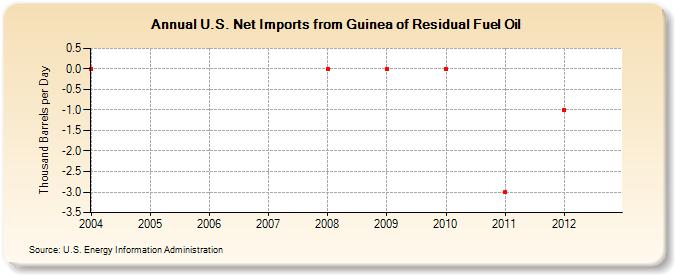 Annual U.S. Net Imports from Guinea of Residual Fuel Oil
Thousand Barrels per Day
0.5
0.0
-0.5
-1.0
-1.5
-2.0
-2.5
-3.0
-3.5
2004 2005 2006 2007 2008 2009 2010 2011 2012
Source: U.S. Energy Information Administration